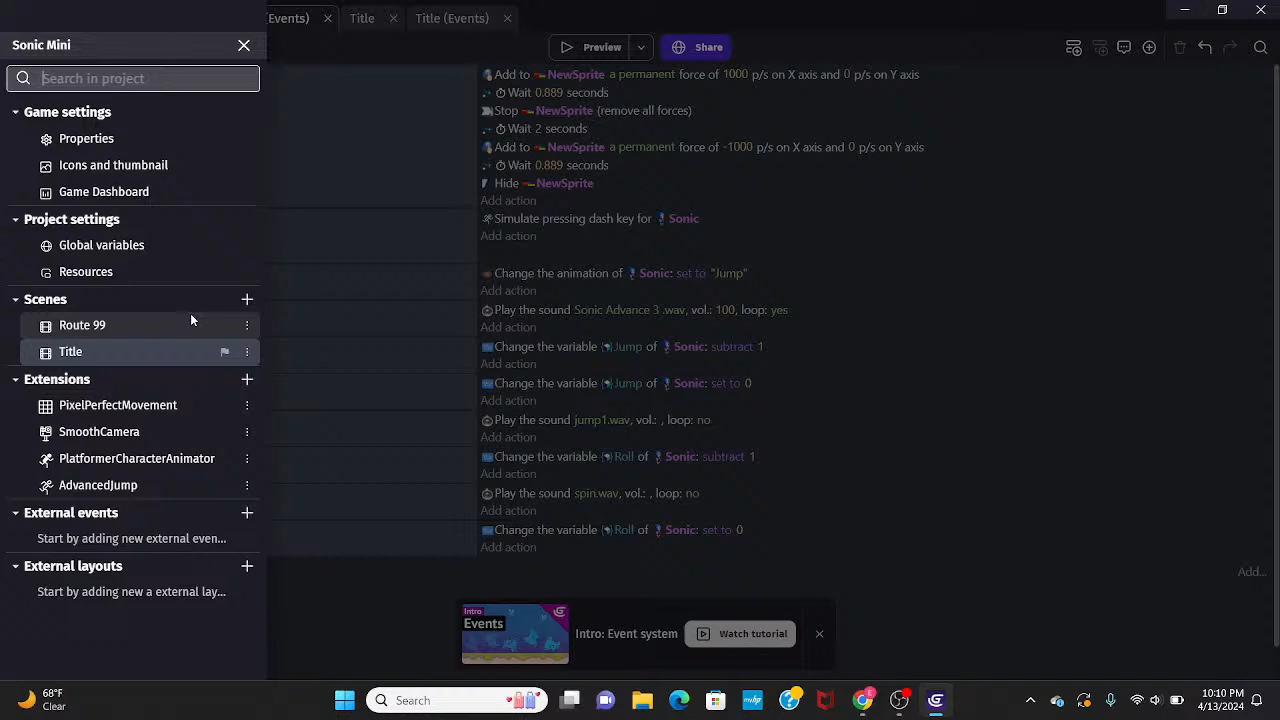 (Events)
Title
Title (Events)
Sonic Mini
Preview
Share
Search in project
Game settings
Properties
Icons and thumbnail
Game Dashboard
Project settings
Global variables
Resources
Scenes
Route 99
Title
Extensions
PixelPerfectMovement
SmoothCamera
PlatformerCharacterAnimator
AdvancedJump
External events
Start by adding new external even...
External layouts
Start by adding new a external lay...
Add to NewSprite a permanent force of 1000 p/s on X axis and 0 p/s on Y axis
Wait 0.889 seconds
Stop NewSprite (remove all forces)
Wait 2 seconds
Add to NewSprite a permanent force of -1000 p/s on X axis and 0 p/s on Y axis
Wait 0.889 seconds
Hide NewSprite
Add action
Simulate pressing dash key for Sonic
Add action
Change the animation of Sonic: set to "Jump"
Add action
Play the sound Sonic Advance 3 .wav, vol.: 100, loop: yes
Add action
Change the variable Jump of Sonic: subtract 1
Add action
Change the variable Jump of Sonic: set to 0
Add action
Play the sound jump1.wav, vol.: , loop: no
Add action
Change the variable Roll of Sonic: subtract 1
Add action
Play the sound spin.wav, vol.: , loop: no
Add action
Change the variable Roll of Sonic: set to 0
Add action
Add...
Intro
Events
Intro: Event system
Watch tutorial
68°F
Search
myhp